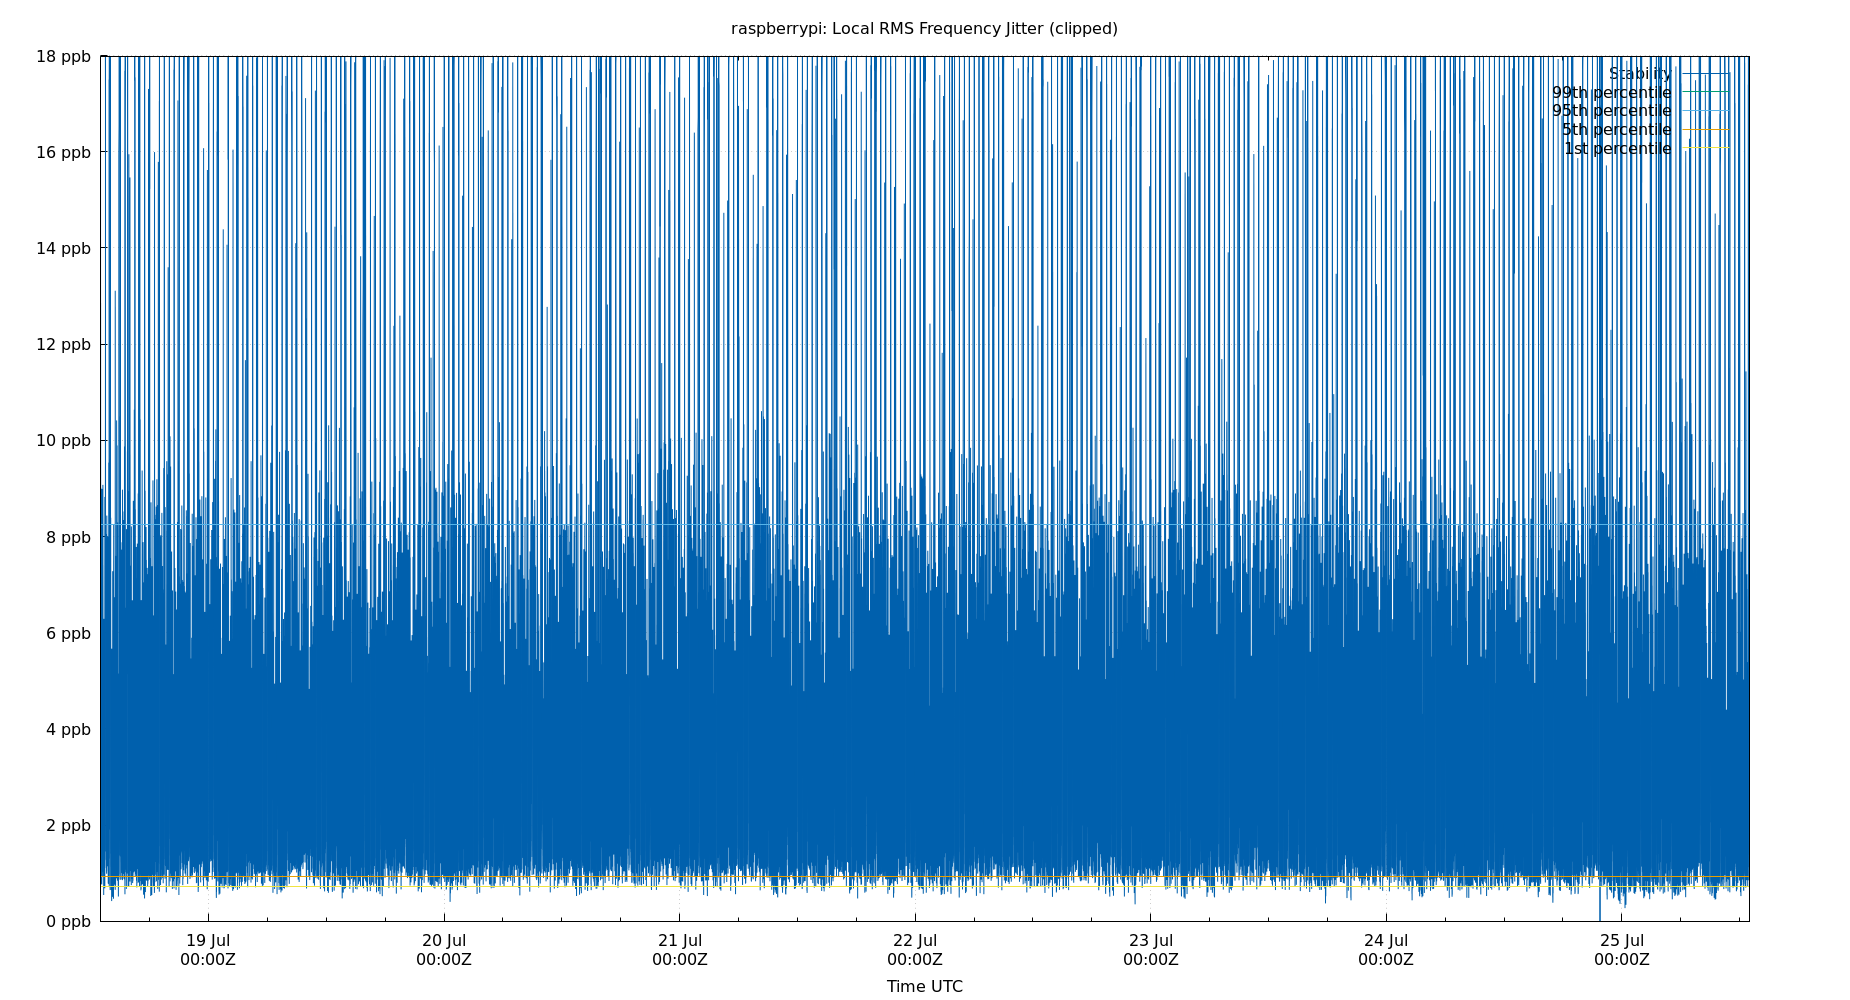 raspberrypi: Local RMS Frequency Jitter (clipped)
18 ppb
16 ppb
14 ppb
12 ppb
10 ppb
8 ppb
6 ppb
4 ppb
2 ppb
0 ppb
Stability
99th percentile
95th percentile
5th percentile
1st percentile
19 Jul
00:00Z
20 Jul
00:00Z
21 Jul
00:00Z
22 Jul
00:00Z
23 Jul
00:00Z
24 Jul
00:00Z
25 Jul
00:00Z
Time UTC